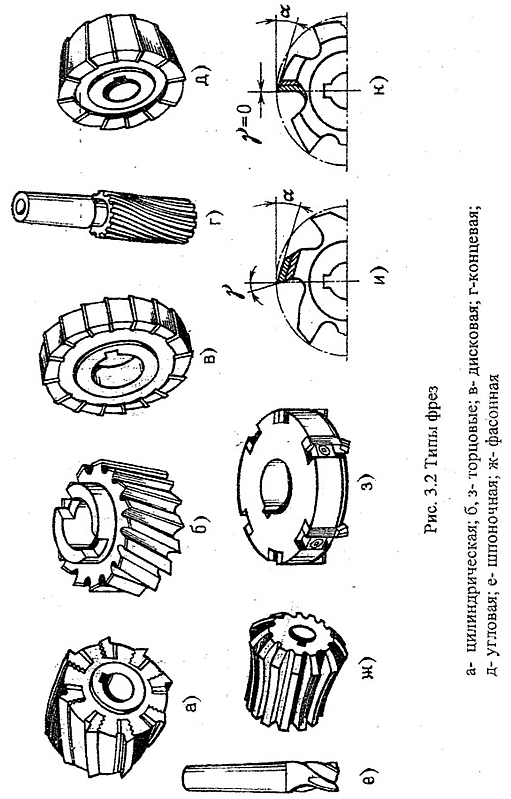 а)
б)
в)
г)
д)
е)
ж)
з)
γ
α
и)
γ=0
α
к)
Рис. 3.2 Типы фрез
а- цилиндрическая; б, з- торцовые; в- дисковая; г-концевая;
д- угловая; е- шпоночная; ж- фасонная